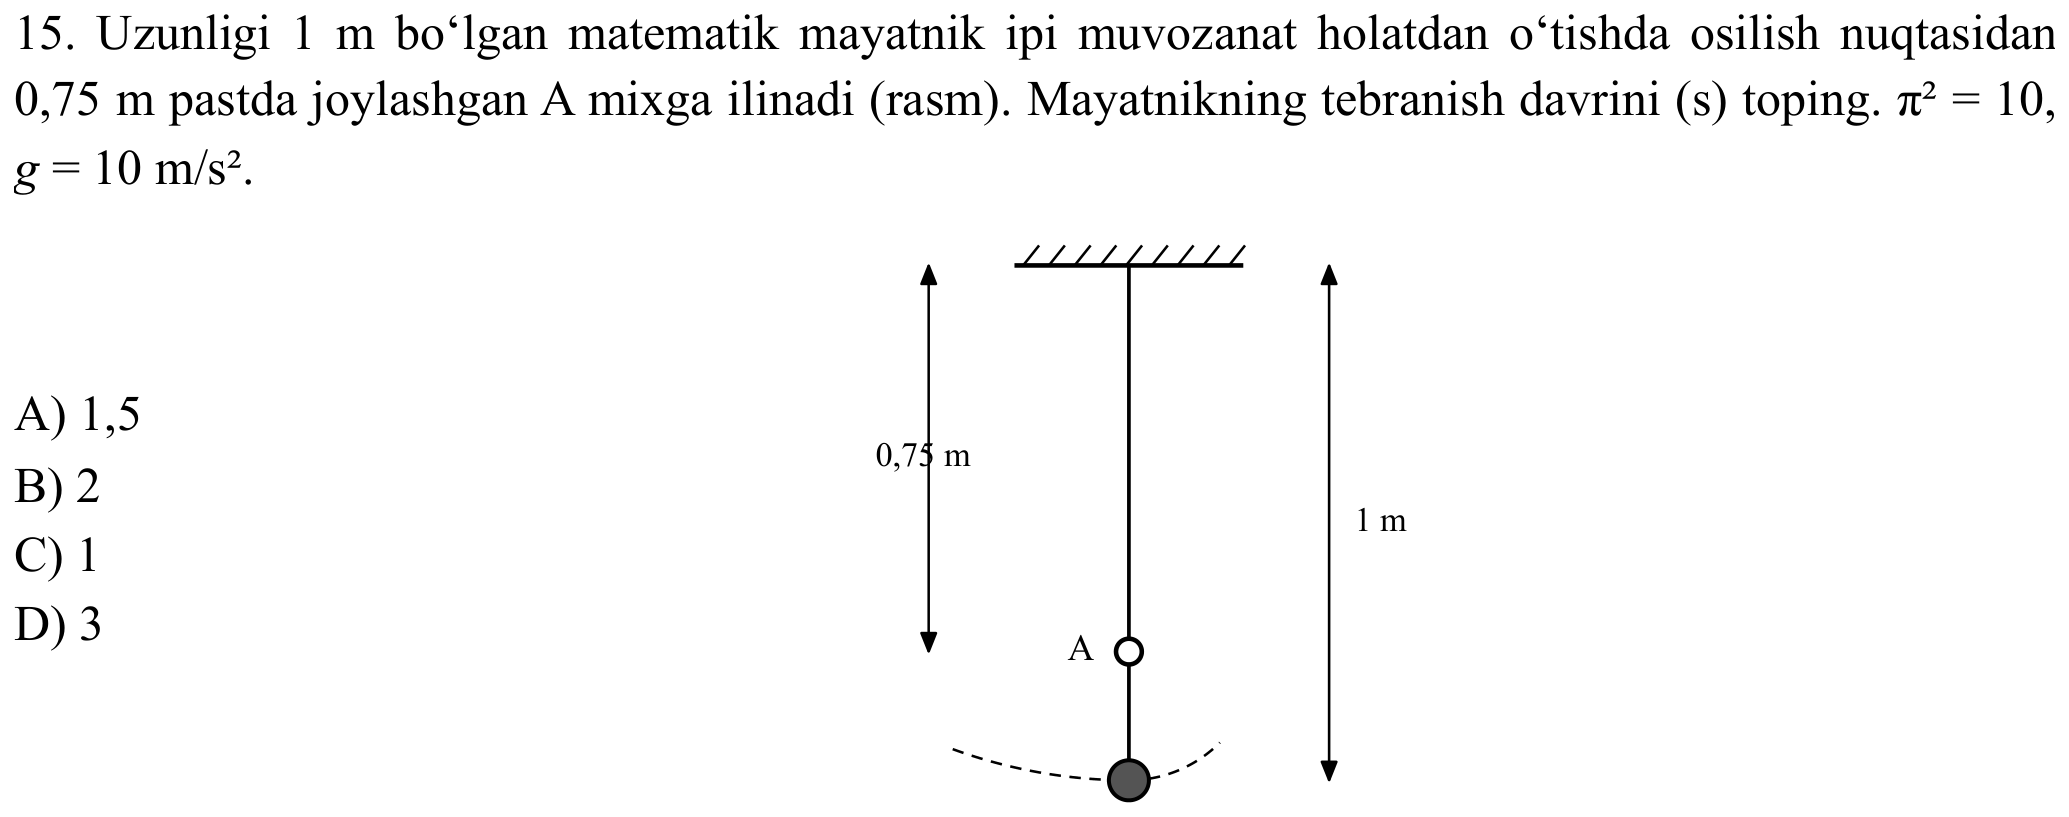 15. Uzunligi 1 m bo‘lgan matematik mayatnik ipi muvozanat holatdan o‘tishda osilish nuqtasidan
0,75 m pastda joylashgan A mixga ilinadi (rasm). Mayatnikning tebranish davrini (s) toping. π² = 10,
g = 10 m/s².
A) 1,5
B) 2
C) 1
D) 3
0,75 m
1 m
A